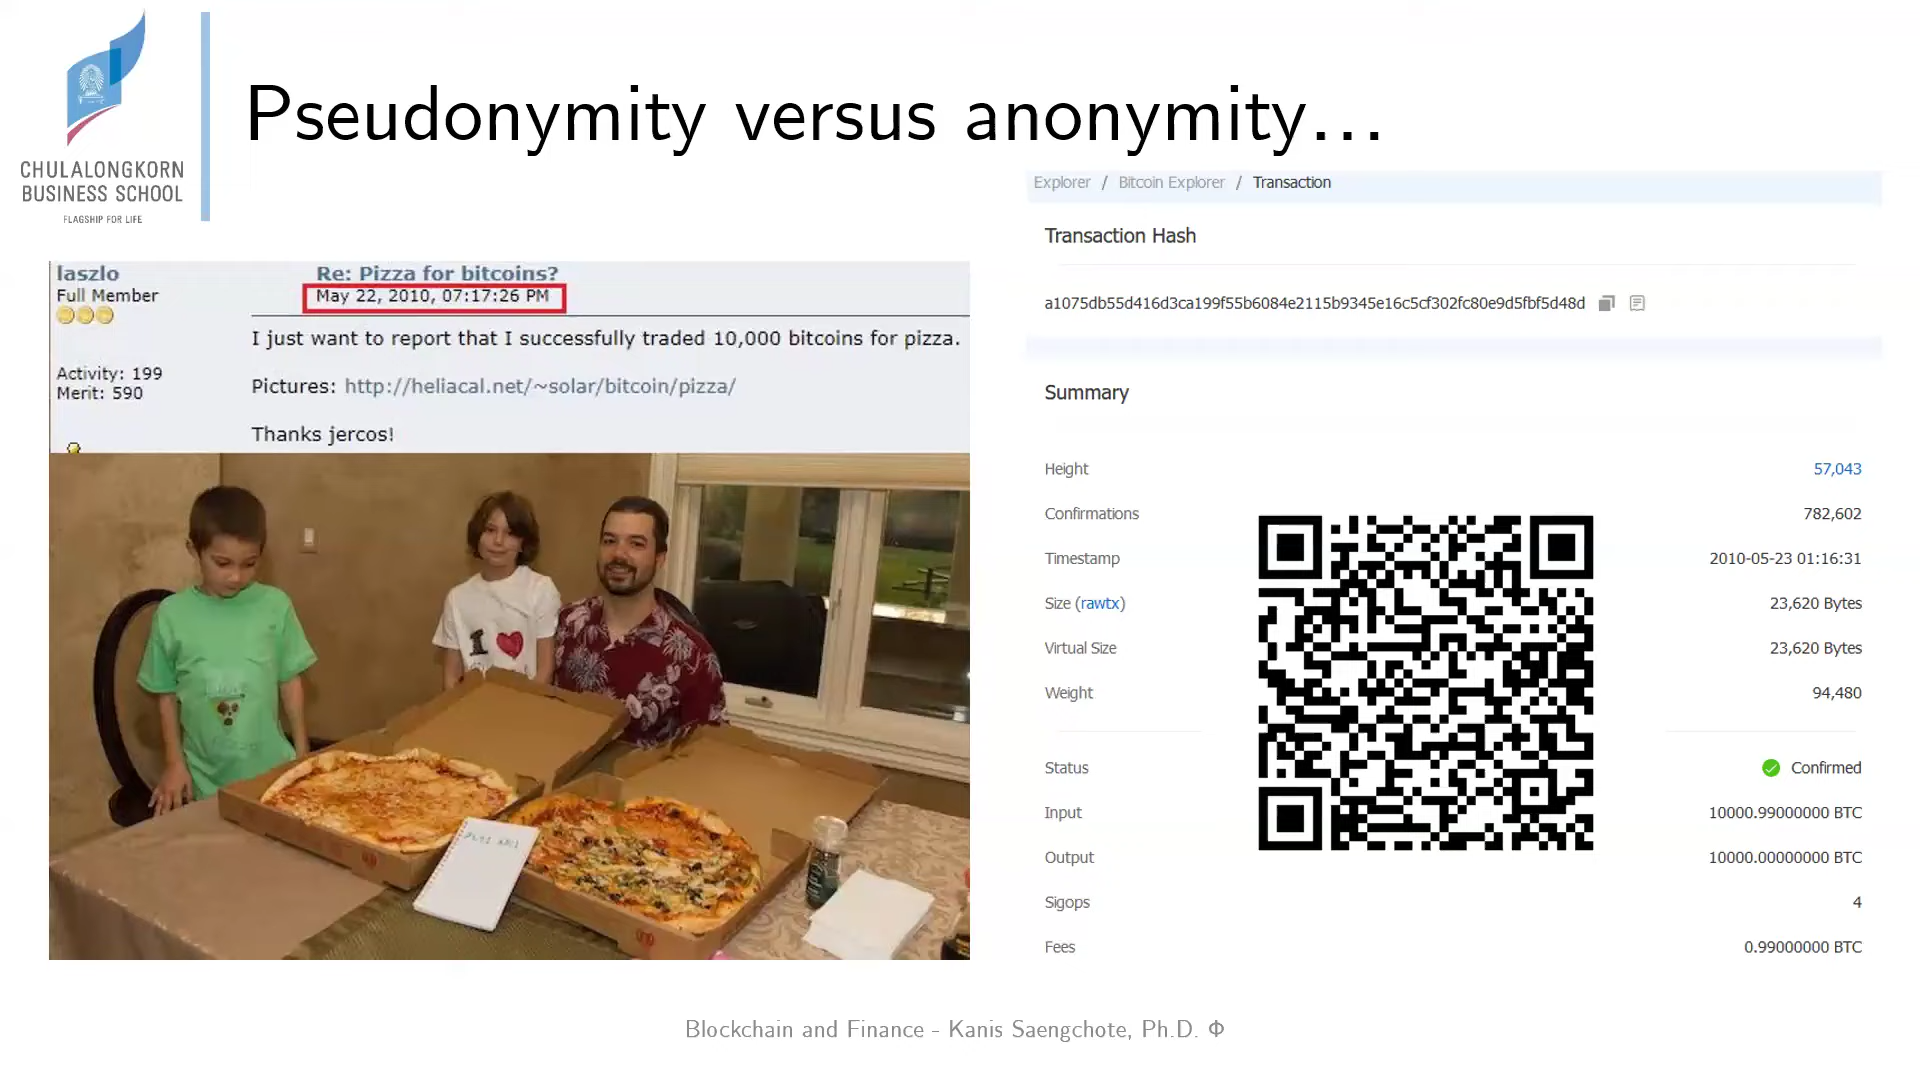 CHULALONGKORN
BUSINESS SCHOOL
FLAGSHIP FOR LIFE
Pseudonymity versus anonymity...
laszlo
Full Member
Activity: 199
Merit: 590
Re: Pizza for bitcoins?
May 22, 2010, 07:17:26 PM
I just want to report that I successfully traded 10,000 bitcoins for pizza.
Pictures: http://heliacal.net/~solar/bitcoin/pizza/
Thanks jercos!
I
Explorer / Bitcoin Explorer / Transaction
Transaction Hash
a1075db55d416d3ca199f55b6084e2115b9345e16c5cf302fc80e9d5fbf5d48d
Summary
Height 57,043
Confirmations 782,602
Timestamp 2010-05-23 01:16:31
Size (rawtx) 23,620 Bytes
Virtual Size 23,620 Bytes
Weight 94,480
Status Confirmed
Input 10000.99000000 BTC
Output 10000.00000000 BTC
Sigops 4
Fees 0.99000000 BTC
Blockchain and Finance - Kanis Saengchote, Ph.D. Φ